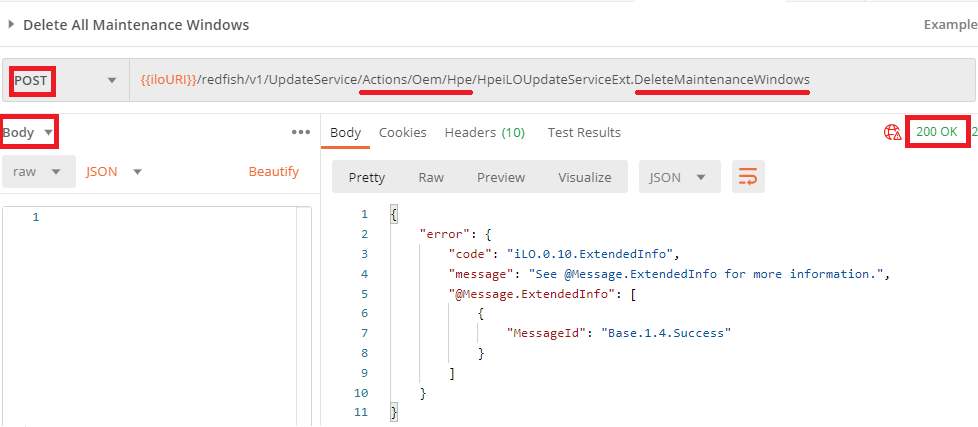 Delete All Maintenance Windows
Example
POST
{{iloURI}}/redfish/v1/UpdateService/Actions/Oem/Hpe/HpeiLOUpdateServiceExt.DeleteMaintenanceWindows
Body
Body Cookies Headers (10) Test Results
200 OK 2
raw JSON Beautify
Pretty Raw Preview Visualize JSON
1
1 {
2 "error": {
3 "code": "iLO.0.10.ExtendedInfo",
4 "message": "See @Message.ExtendedInfo for more information.",
5 "@Message.ExtendedInfo": [
6 {
7 "MessageId": "Base.1.4.Success"
8 }
9 ]
10 }
11 }